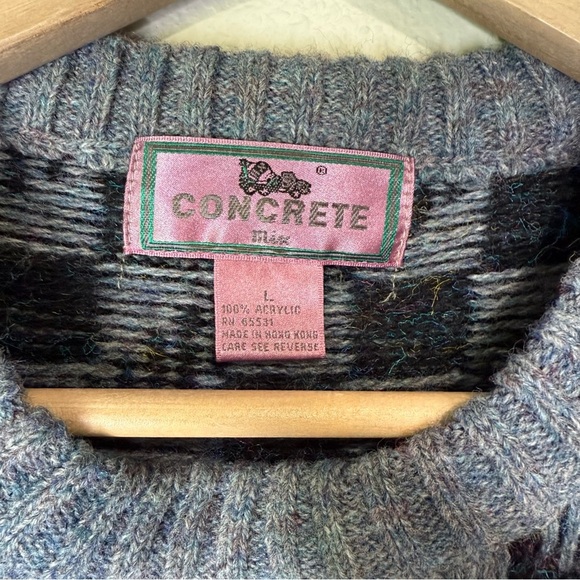 ®
CONCRETE
Mix
L
100% ACRYLIC
RN 65531
MADE IN HONG KONG
CARE SEE REVERSE